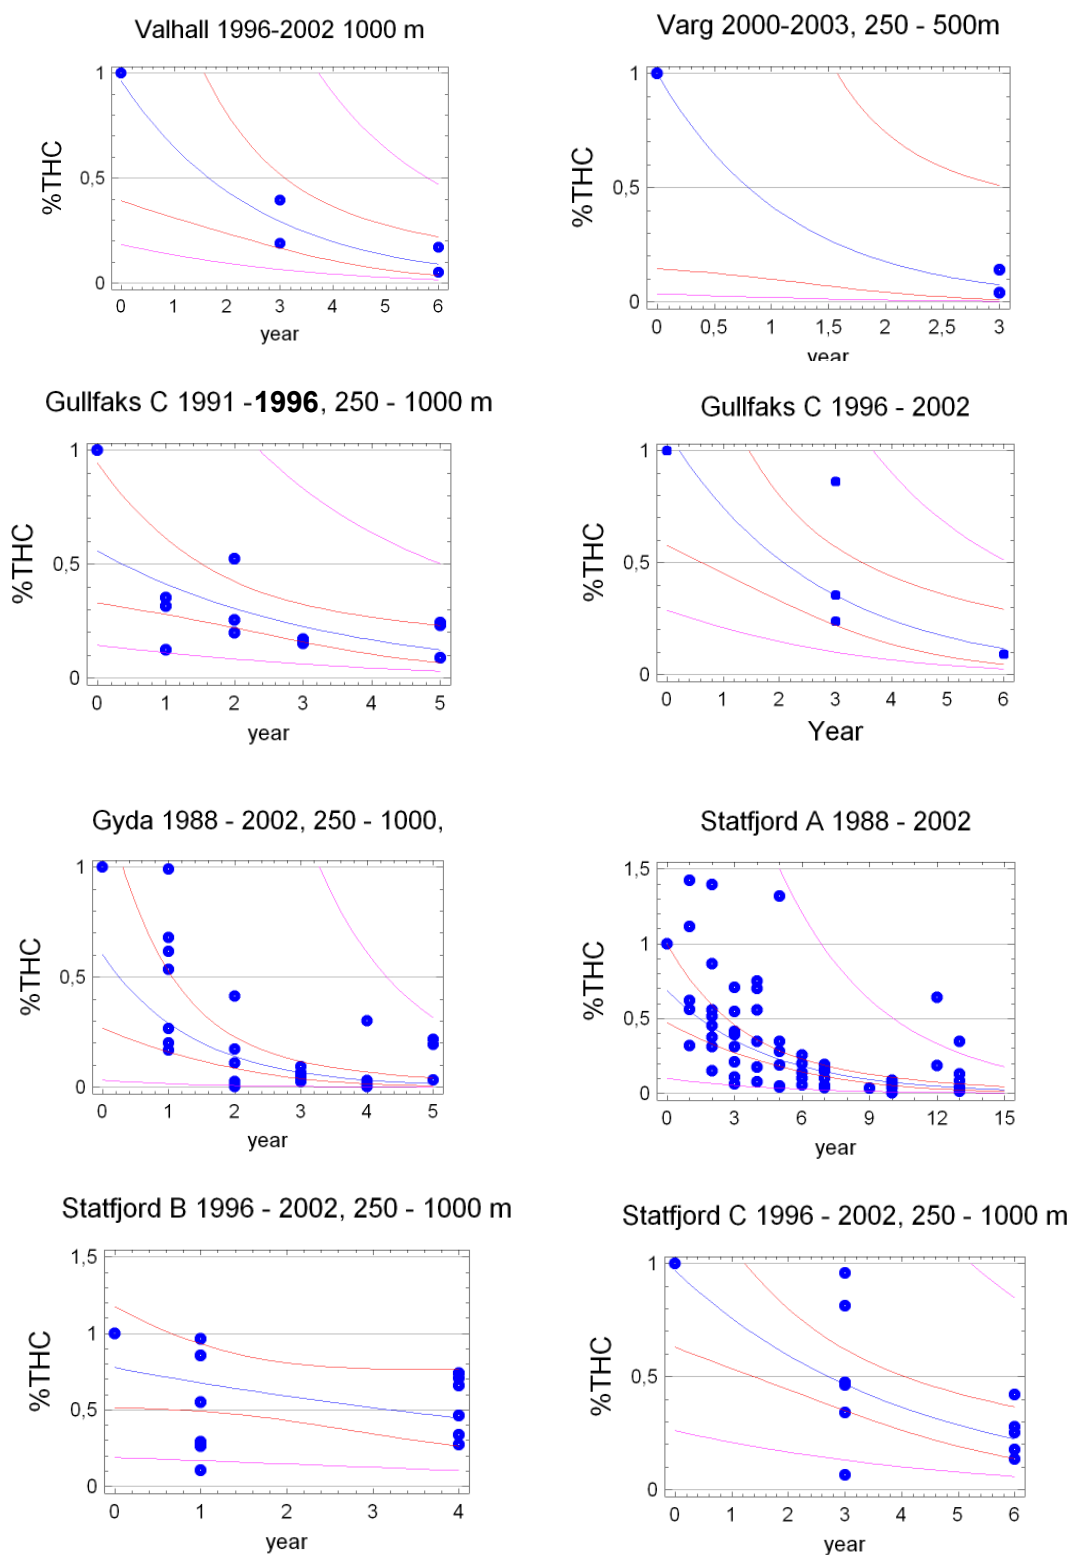 Valhall 1996-2002 1000 m
1
0,5
0
%THC
0 1 2 3 4 5 6
year
Varg 2000-2003, 250 - 500m
1
0,5
0
%THC
0 0,5 1 1,5 2 2,5 3
year
Gullfaks C 1991 -1996, 250 - 1000 m
1
0,5
0
%THC
0 1 2 3 4 5
year
Gullfaks C 1996 - 2002
1
0,5
0
%THC
0 1 2 3 4 5 6
Year
Gyda 1988 - 2002, 250 - 1000,
1
0,5
0
%THC
0 1 2 3 4 5
year
Statfjord A 1988 - 2002
1,5
1
0,5
0
%THC
0 3 6 9 12 15
year
Statfjord B 1996 - 2002, 250 - 1000 m
1,5
1
0,5
0
%THC
0 1 2 3 4
year
Statfjord C 1996 - 2002, 250 - 1000 m
1
0,5
0
%THC
0 1 2 3 4 5 6
year